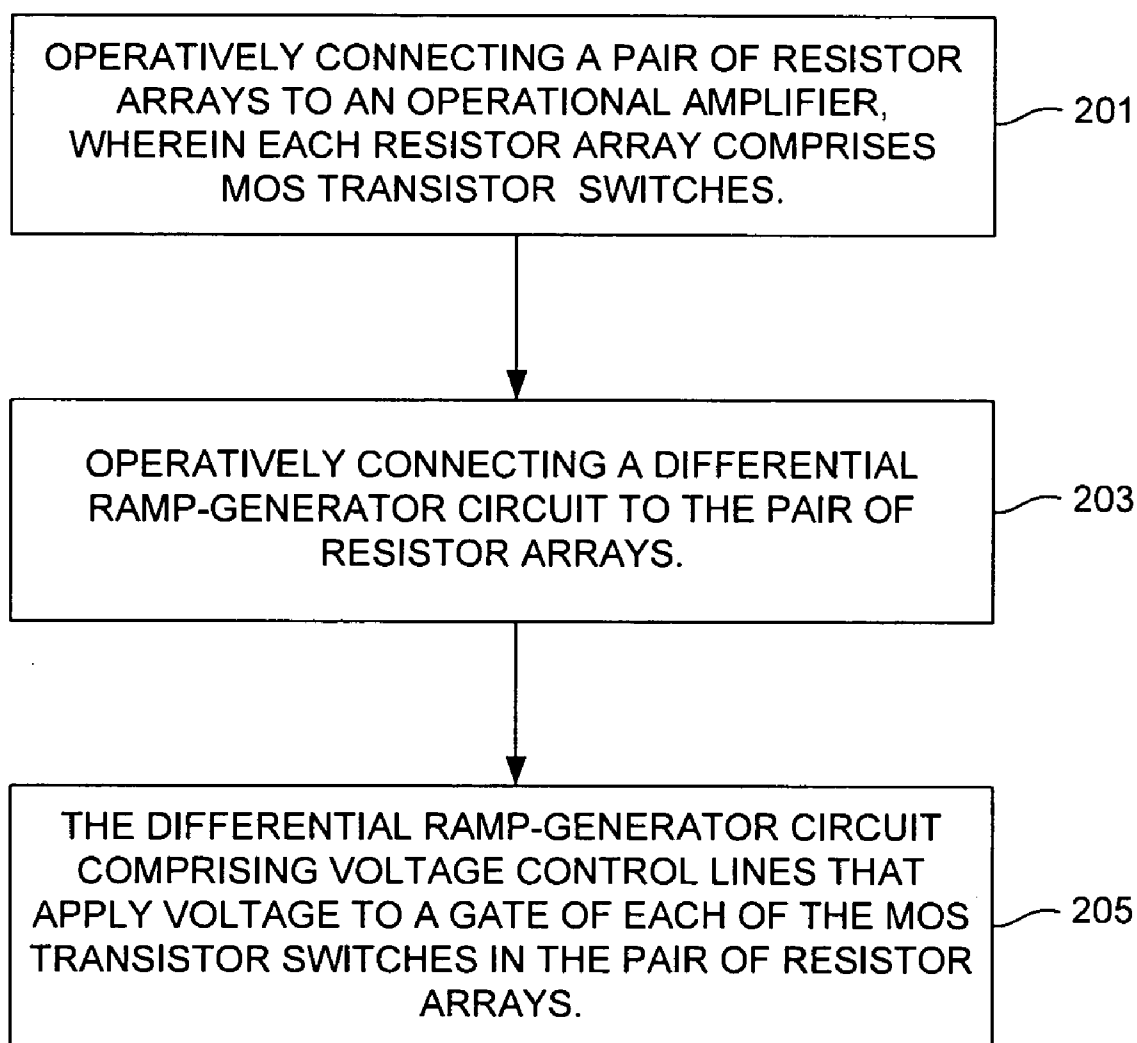 OPERATIVELY CONNECTING A PAIR OF RESISTOR
ARRAYS TO AN OPERATIONAL AMPLIFIER,
WHEREIN EACH RESISTOR ARRAY COMPRISES
MOS TRANSISTOR SWITCHES.
201
OPERATIVELY CONNECTING A DIFFERENTIAL
RAMP-GENERATOR CIRCUIT TO THE PAIR OF
RESISTOR ARRAYS.
203
THE DIFFERENTIAL RAMP-GENERATOR CIRCUIT
COMPRISING VOLTAGE CONTROL LINES THAT
APPLY VOLTAGE TO A GATE OF EACH OF THE MOS
TRANSISTOR SWITCHES IN THE PAIR OF RESISTOR
ARRAYS.
205